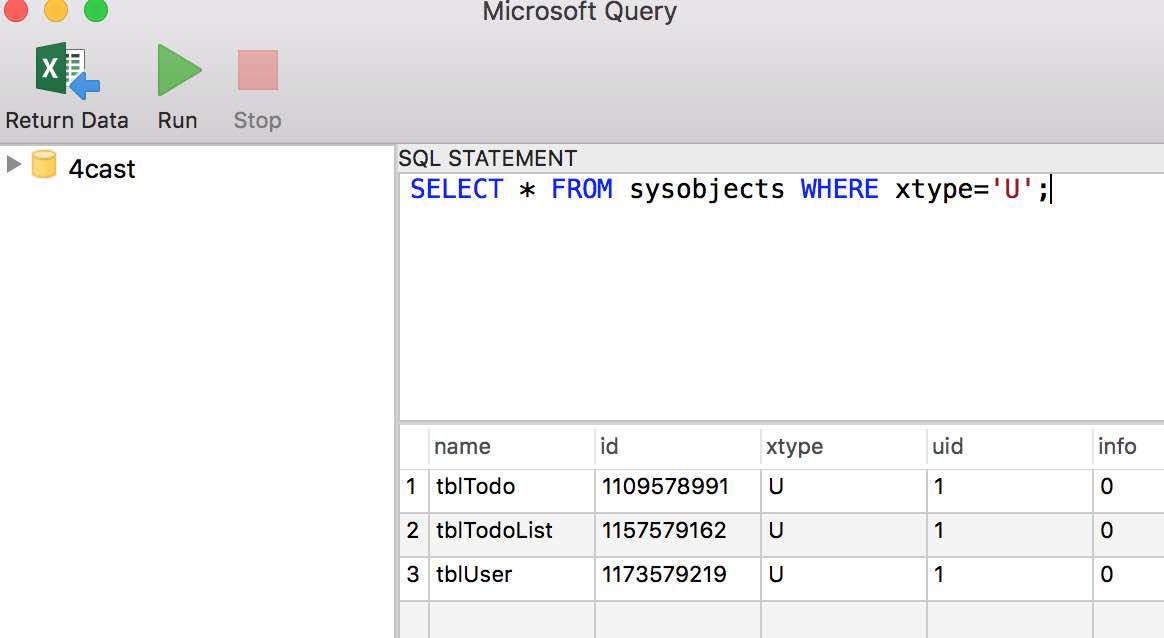 Microsoft Query
X
Return Data Run Stop
4cast
SQL STATEMENT
SELECT * FROM sysobjects WHERE xtype='U';
name id xtype uid info
1 tblTodo 1109578991 U 1 0
2 tblTodoList 1157579162 U 1 0
3 tblUser 1173579219 U 1 0